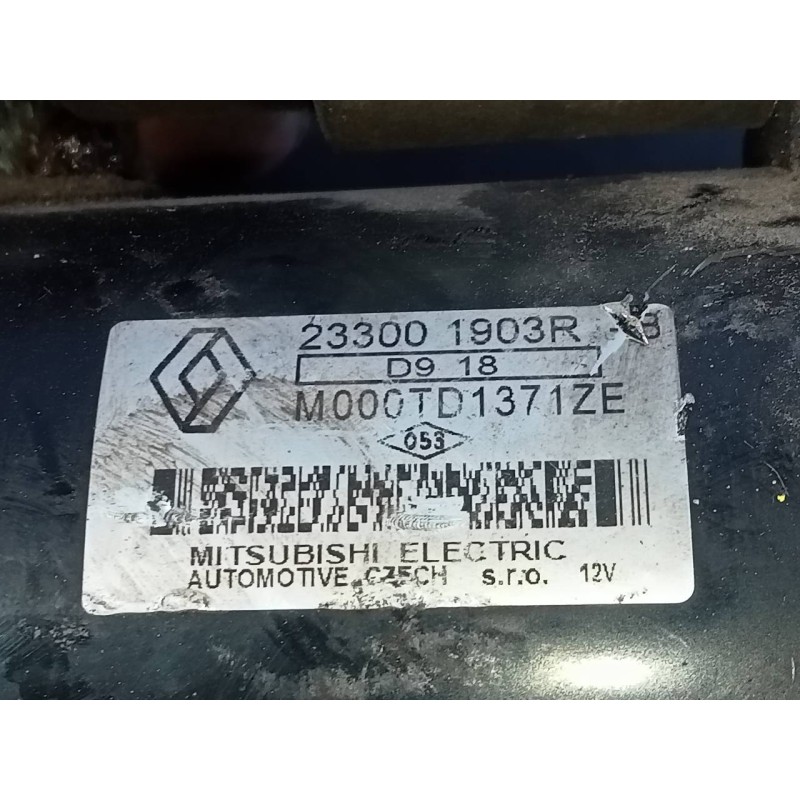 23300 1903R -B
D9 18
M000TD1371ZE
053
MITSUBISHI ELECTRIC
AUTOMOTIVE CZECH s.r.o. 12V